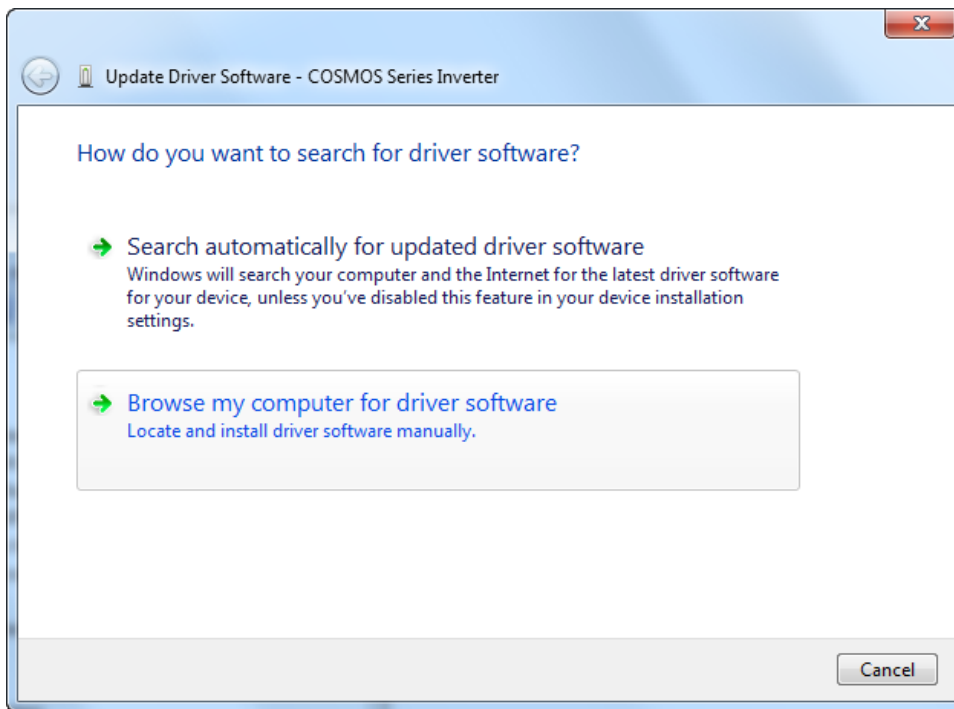 Update Driver Software - COSMOS Series Inverter
How do you want to search for driver software?
Search automatically for updated driver software
Windows will search your computer and the Internet for the latest driver software
for your device, unless you've disabled this feature in your device installation
settings.
Browse my computer for driver software
Locate and install driver software manually.
Cancel